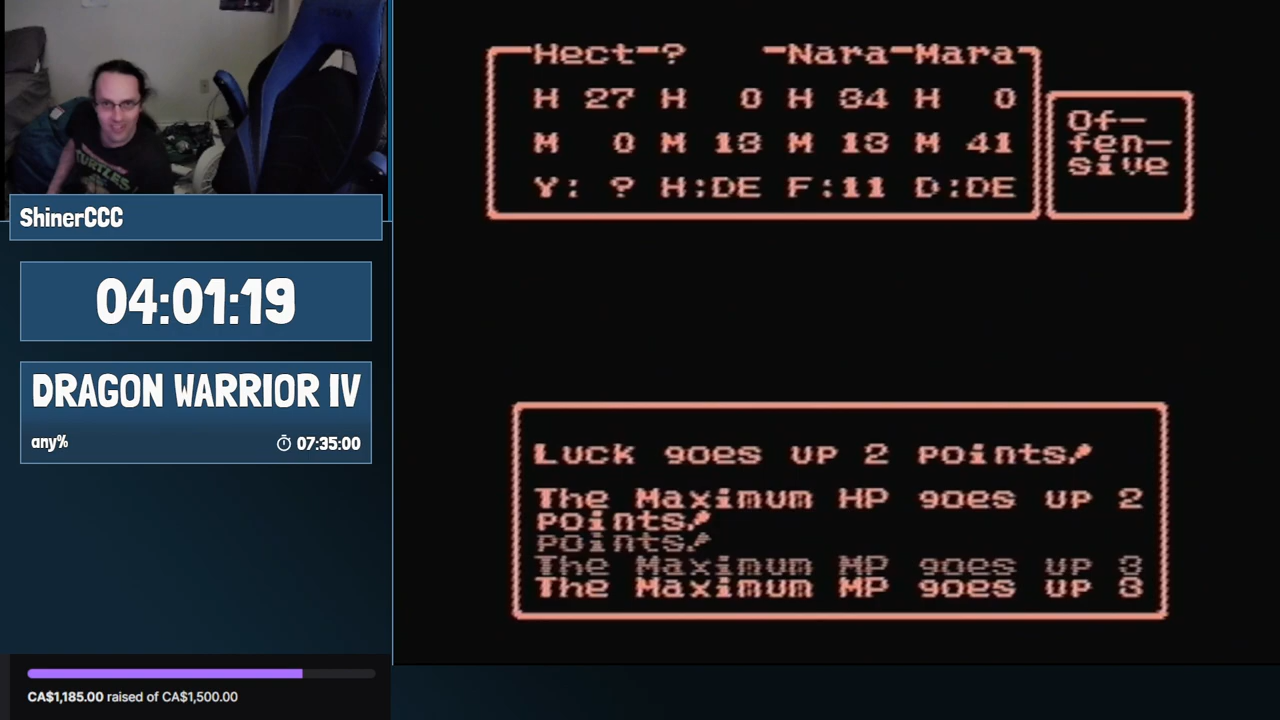 Hect-? -Nara-Mara
H 27 H 0 H 34 H 0
M 0 M 13 M 13 M 41
Y: ? H:DE F:11 D:DE
Of-
fen-
sive
TURTLES
ShinerCCC
04:01:19
DRAGON WARRIOR IV
any% 07:35:00
Luck goes up 2 points!
The Maximum HP goes up 2
points!
points!
The Maximum MP goes up 3
The Maximum MP goes up 3
CA$1,185.00 raised of CA$1,500.00